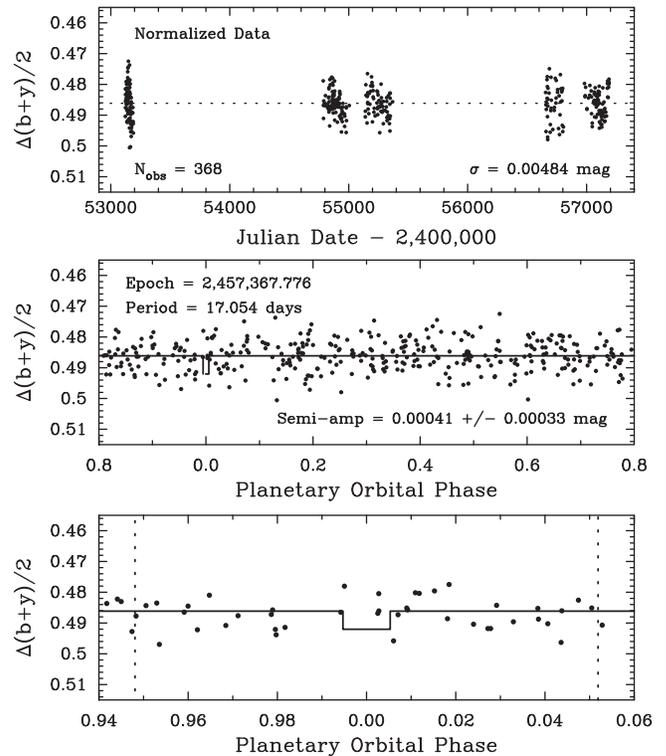 Normalized Data
N_obs = 368
σ = 0.00484 mag
0.46
0.47
0.48
0.49
0.5
0.51
Δ(b+y)/2
53000 54000 55000 56000 57000
Julian Date − 2,400,000
Epoch = 2,457,367.776
Period = 17.054 days
Semi-amp = 0.00041 +/− 0.00033 mag
0.46
0.47
0.48
0.49
0.5
0.51
Δ(b+y)/2
0.8 0.0 0.2 0.4 0.6 0.8
Planetary Orbital Phase
0.46
0.47
0.48
0.49
0.5
0.51
Δ(b+y)/2
0.94 0.96 0.98 0.00 0.02 0.04 0.06
Planetary Orbital Phase